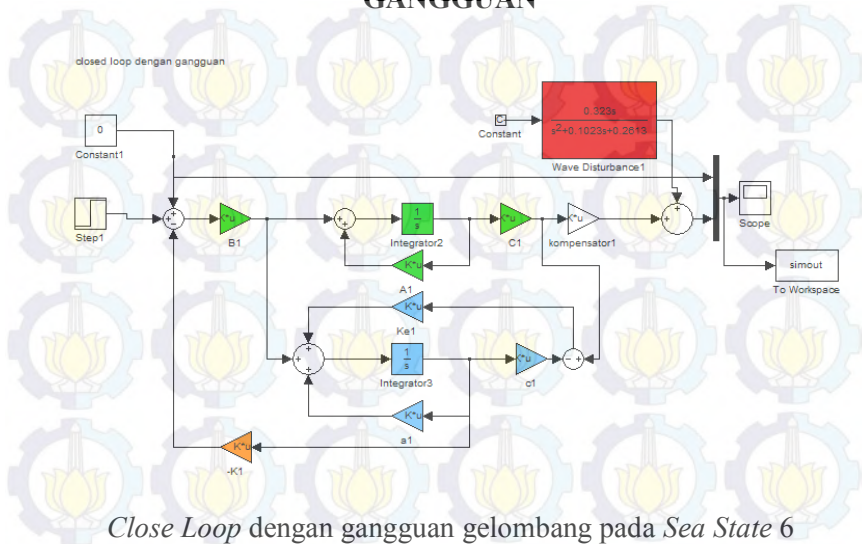 GANGGUAN
closed loop dengan gangguan
0
Constant1
C
Constant
0.323s
s²+0.1023s+0.2613
Wave Disturbance1
Step1
K*u
B1
1
s
Integrator2
K*u
C1
K*u
kompensator1
Scope
K*u
A1
simout
To Workspace
K*u
Ke1
1
s
Integrator3
K*u
c1
K*u
a1
K*u
-K1
Close Loop dengan gangguan gelombang pada Sea State 6